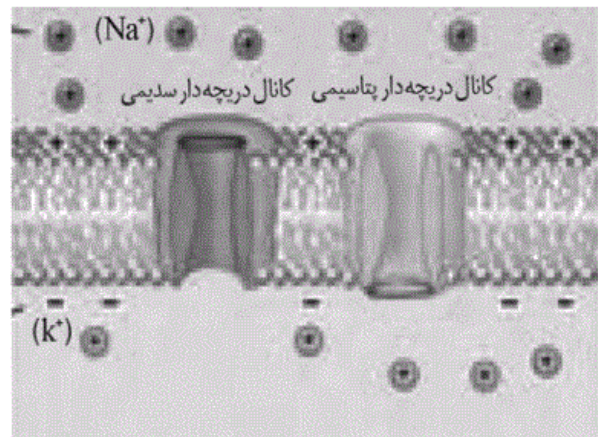 (Na⁺)
کانال دریچه‌دار سدیمی
کانال دریچه‌دار پتاسیمی
(k⁺)